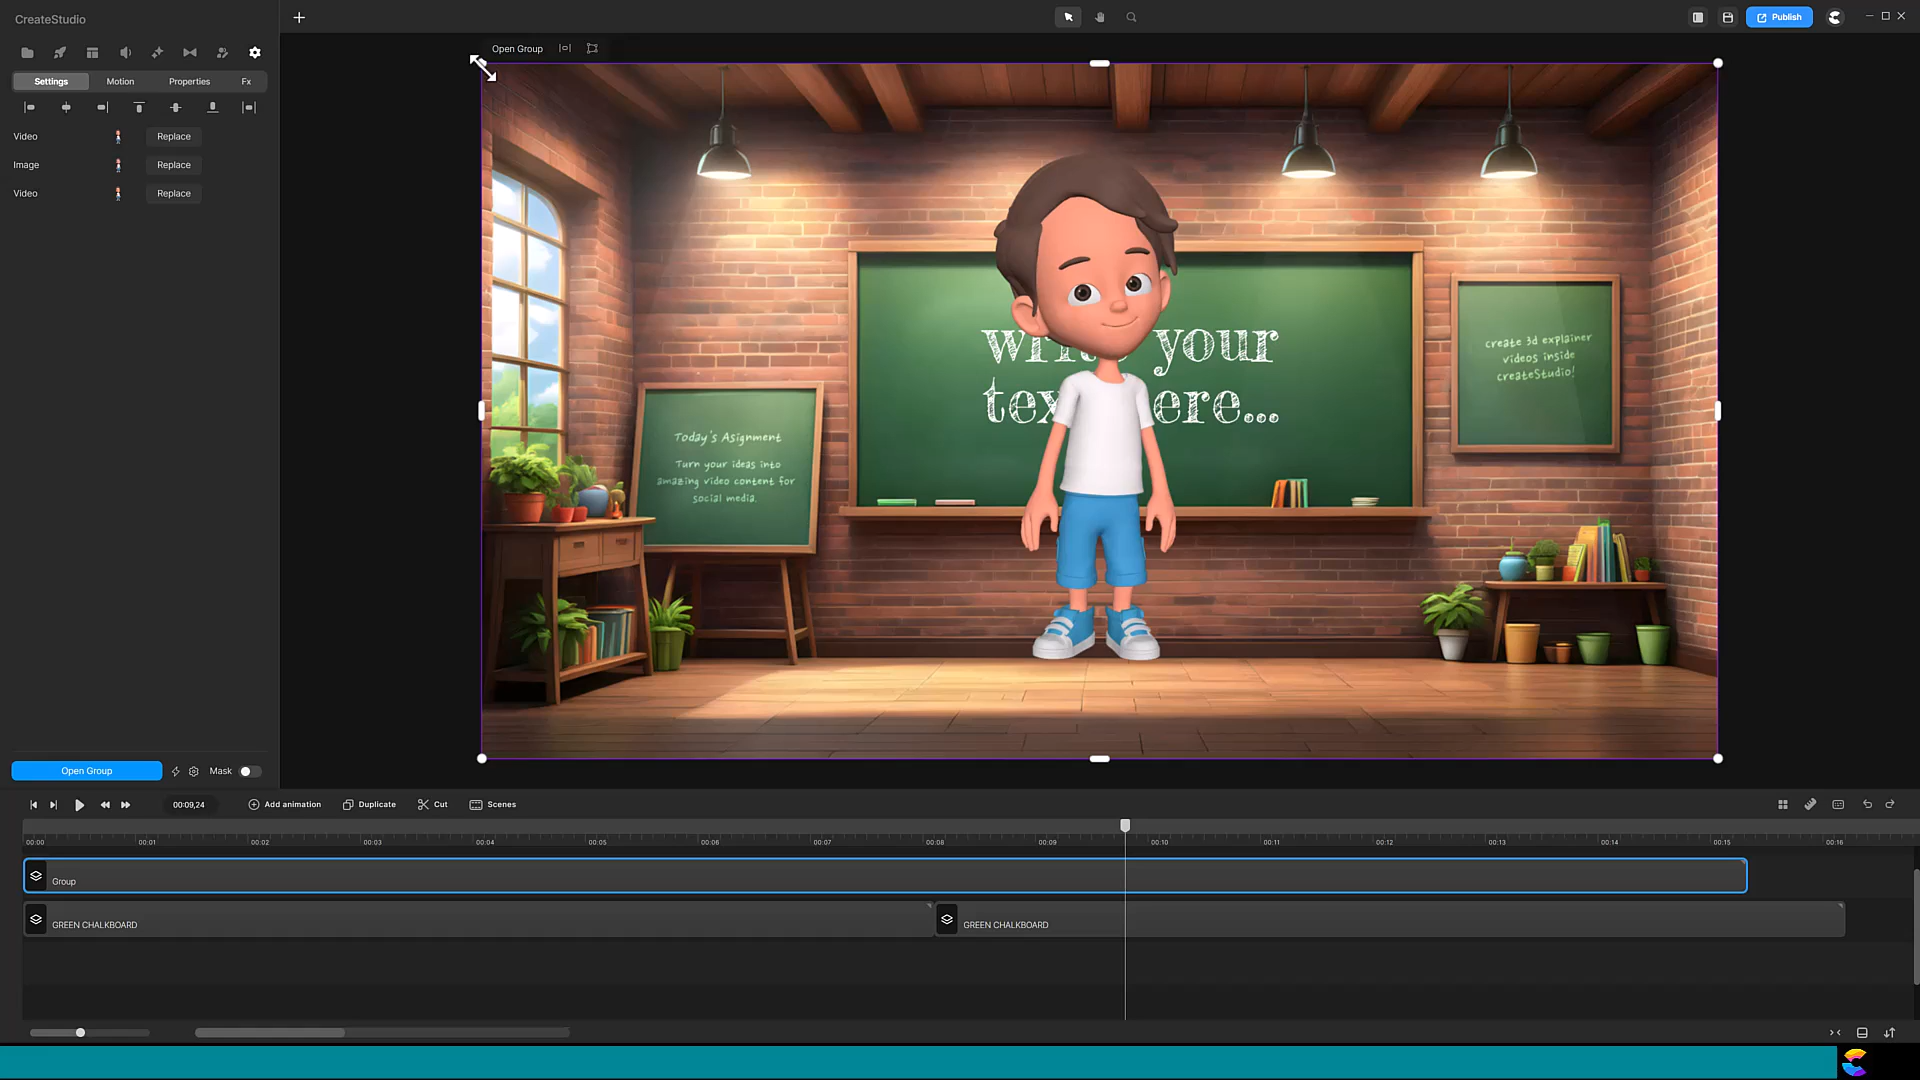 CreateStudio
Publish
Open Group
Settings
Motion
Properties
Fx
Video
Replace
Image
Replace
Video
Replace
write your
text here...
Today's Asignment
Turn your ideas into
amazing video content for
social media.
create 3d explainer
videos inside
createStudio!
Open Group
Mask
00:09,24
Add animation
Duplicate
Cut
Scenes
00:00
00:01
00:02
00:03
00:04
00:05
00:06
00:07
00:08
00:09
00:10
00:11
00:12
00:13
00:14
00:15
00:16
Group
GREEN CHALKBOARD
GREEN CHALKBOARD